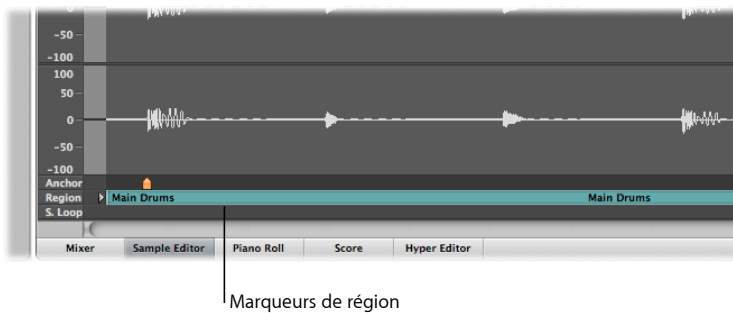 0
-50
-100
100
50
0
-50
-100
Anchor
Region Main Drums Main Drums
S. Loop
Mixer Sample Editor Piano Roll Score Hyper Editor
Marqueurs de région